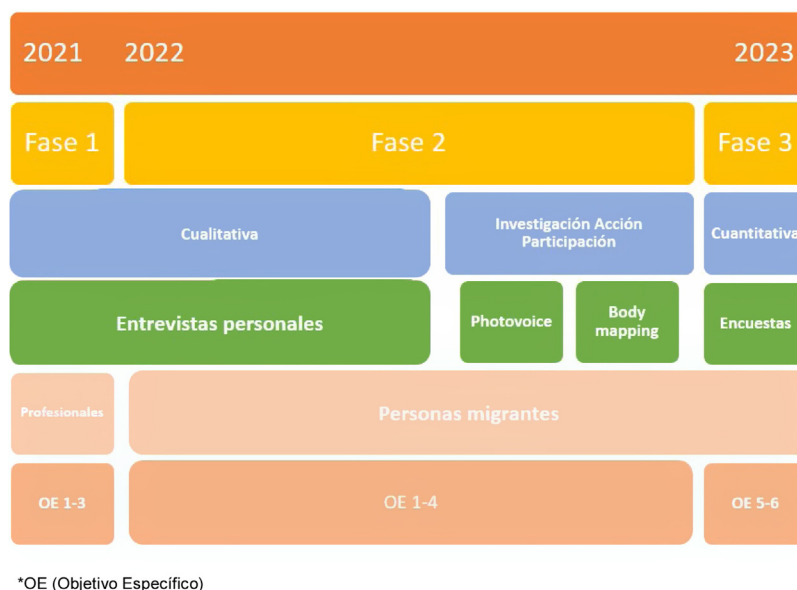 2021 2022 2023
Fase 1 Fase 2 Fase 3
Cualitativa
Investigación Acción
Participación
Cuantitativa
Entrevistas personales
Photovoice
Body
mapping
Encuestas
Profesionales
Personas migrantes
OE 1-3 OE 1-4 OE 5-6
*OE (Objetivo Específico)